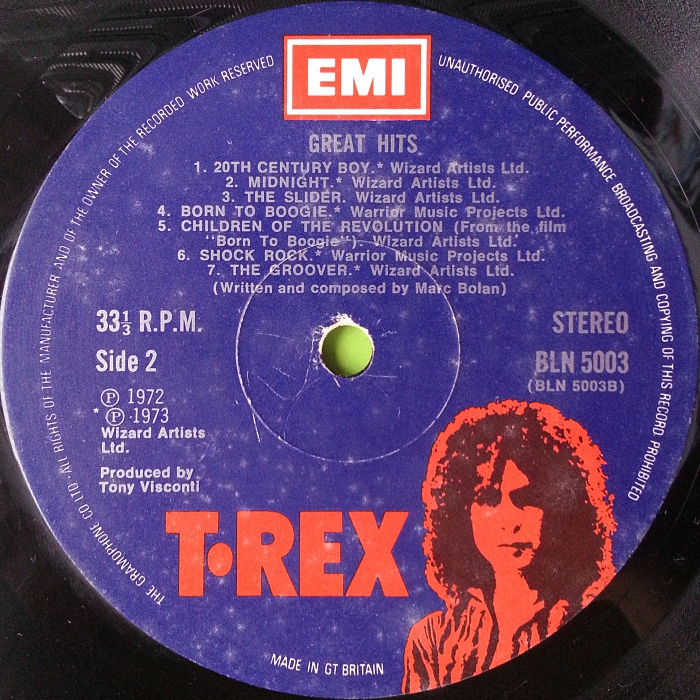 EMI
THE GRAMOPHONE CO LTD · ALL RIGHTS OF THE MANUFACTURER AND OF THE OWNER OF THE RECORDED WORK RESERVED
UNAUTHORISED PUBLIC PERFORMANCE BROADCASTING AND COPYING OF THIS RECORD PROHIBITED
GREAT HITS.
1. 20TH CENTURY BOY.* Wizard Artists Ltd.
2. MIDNIGHT.* Wizard Artists Ltd.
3. THE SLIDER. Wizard Artists Ltd.
4. BORN TO BOOGIE.* Warrior Music Projects Ltd.
5. CHILDREN OF THE REVOLUTION (From the film
"Born To Boogie"). Wizard Artists Ltd.
6. SHOCK ROCK.* Warrior Music Projects Ltd.
7. THE GROOVER.* Wizard Artists Ltd.
(Written and composed by Marc Bolan)
33⅓ R.P.M.
STEREO
Side 2
BLN 5003
(BLN 5003B)
℗ 1972
* ℗ 1973
Wizard Artists
Ltd.
Produced by
Tony Visconti
T•REX
MADE IN GT BRITAIN